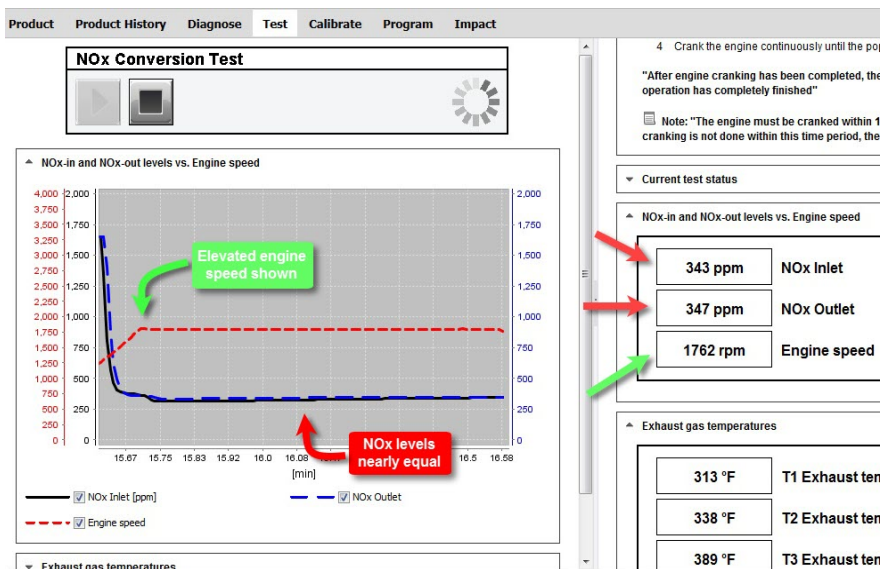 Product Product History Diagnose Test Calibrate Program Impact
NOx Conversion Test
NOx-in and NOx-out levels vs. Engine speed
4,000 2,000 2,000
3,750
3,500 1,750 1,750
3,250
3,000 1,500 1,500
2,750
2,500 1,250 1,250
2,250
2,000 1,000 1,000
1,750
1,500 750 750
1,250
1,000 500 500
750
500 250 250
250
0 0 0
Elevated engine
speed shown
NOx levels
nearly equal
15.67 15.75 15.83 15.92 16.0 16.08 16.5 16.58
[min]
NOx Inlet [ppm] NOx Outlet
Engine speed
Exhaust gas temperatures
4 Crank the engine continuously until the
"After engine cranking has been completed, the
operation has completely finished"
Note: "The engine must be cranked within
cranking is not done within this time period, the
Current test status
NOx-in and NOx-out levels vs. Engine speed
343 ppm NOx Inlet
347 ppm NOx Outlet
1762 rpm Engine speed
Exhaust gas temperatures
313 °F T1 Exhaust
338 °F T2 Exhaust
389 °F T3 Exhaust